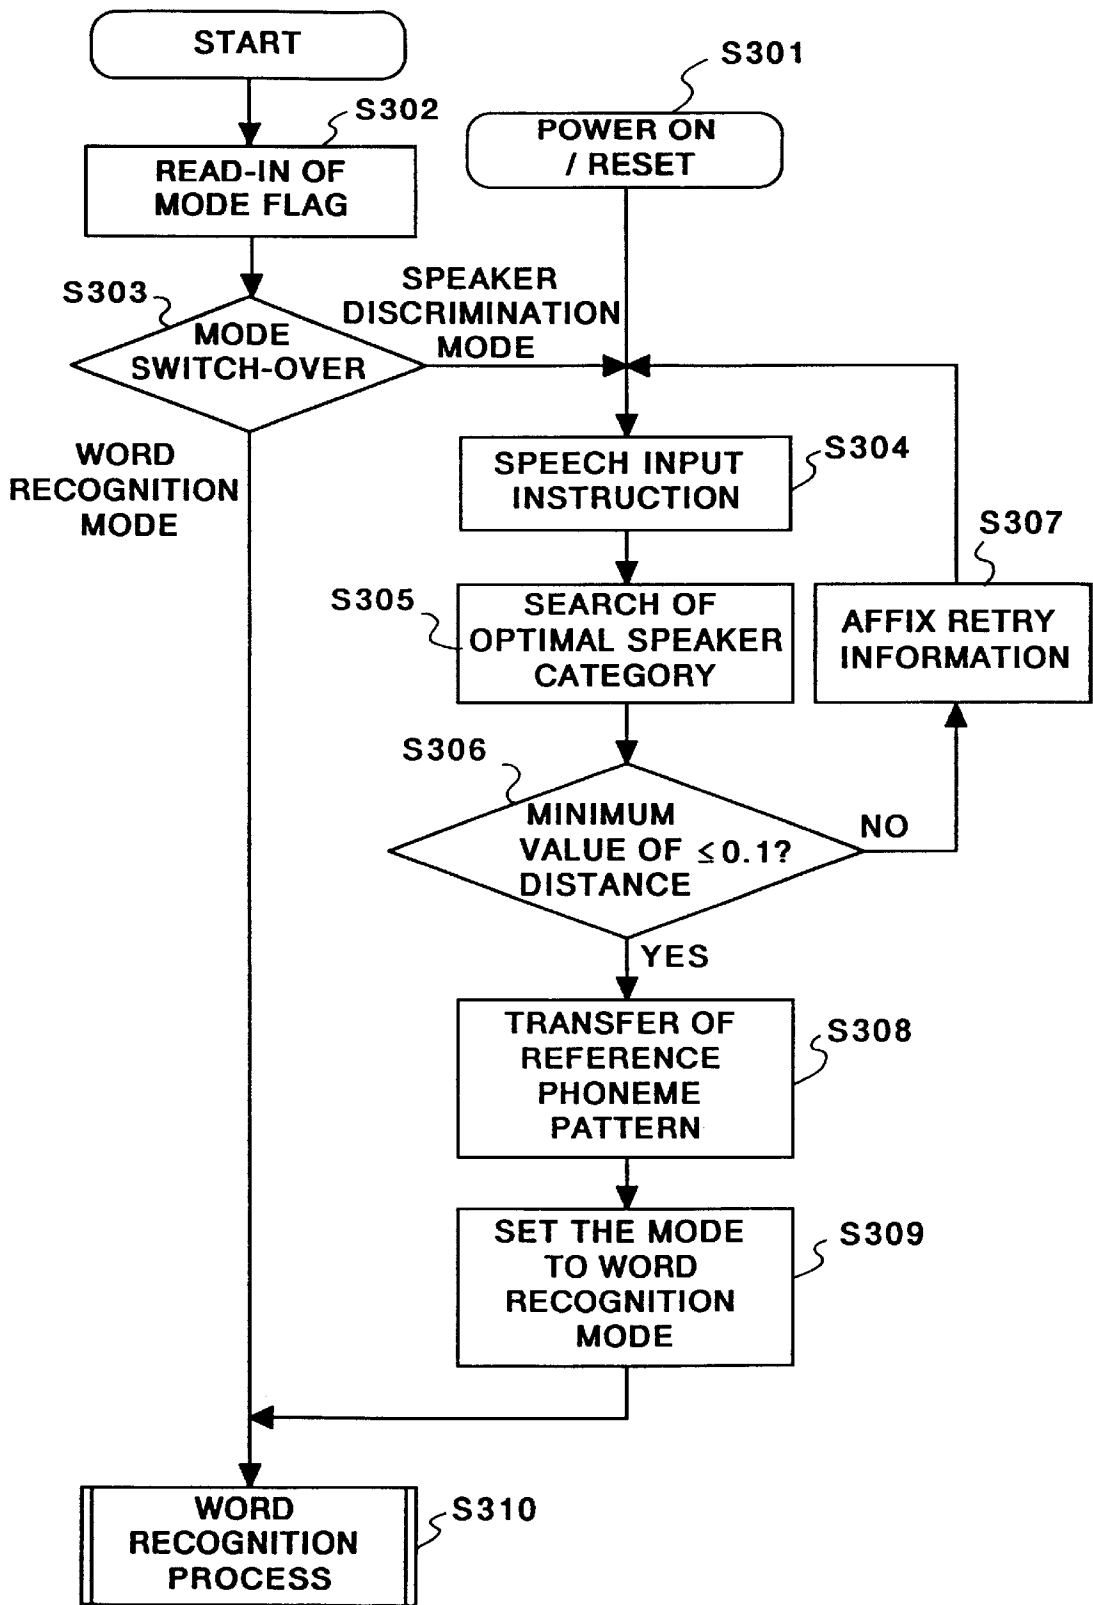 START
S301
POWER ON
/ RESET
S302
READ-IN OF
MODE FLAG
S303
MODE
SWITCH-OVER
SPEAKER
DISCRIMINATION
MODE
WORD
RECOGNITION
MODE
S304
SPEECH INPUT
INSTRUCTION
S305
SEARCH OF
OPTIMAL SPEAKER
CATEGORY
S307
AFFIX RETRY
INFORMATION
S306
MINIMUM
VALUE OF ≤0.1?
DISTANCE
NO
YES
S308
TRANSFER OF
REFERENCE
PHONEME
PATTERN
S309
SET THE MODE
TO WORD
RECOGNITION
MODE
S310
WORD
RECOGNITION
PROCESS